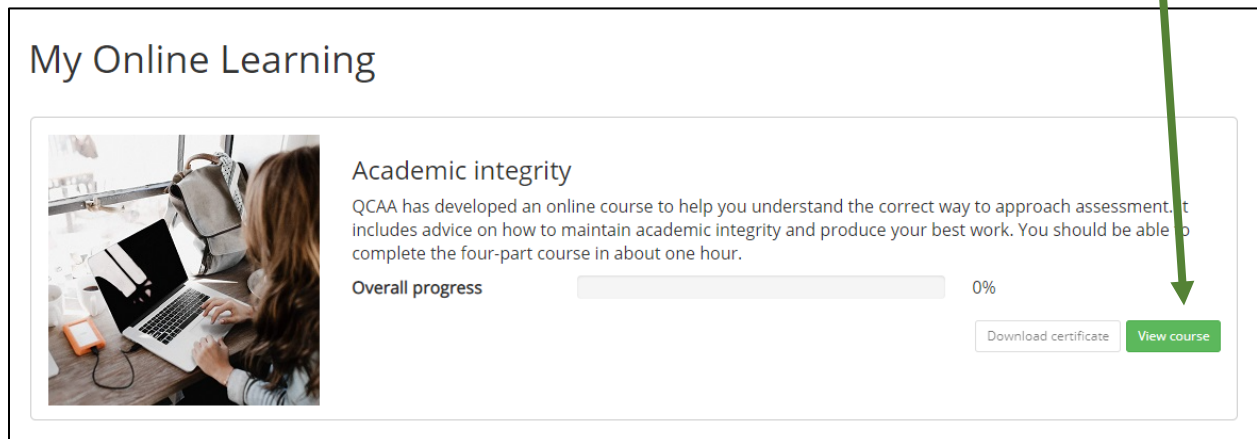 My Online Learning
Academic integrity
QCAA has developed an online course to help you understand the correct way to approach assessment. It
includes advice on how to maintain academic integrity and produce your best work. You should be able to
complete the four-part course in about one hour.
Overall progress 0%
Download certificate View course